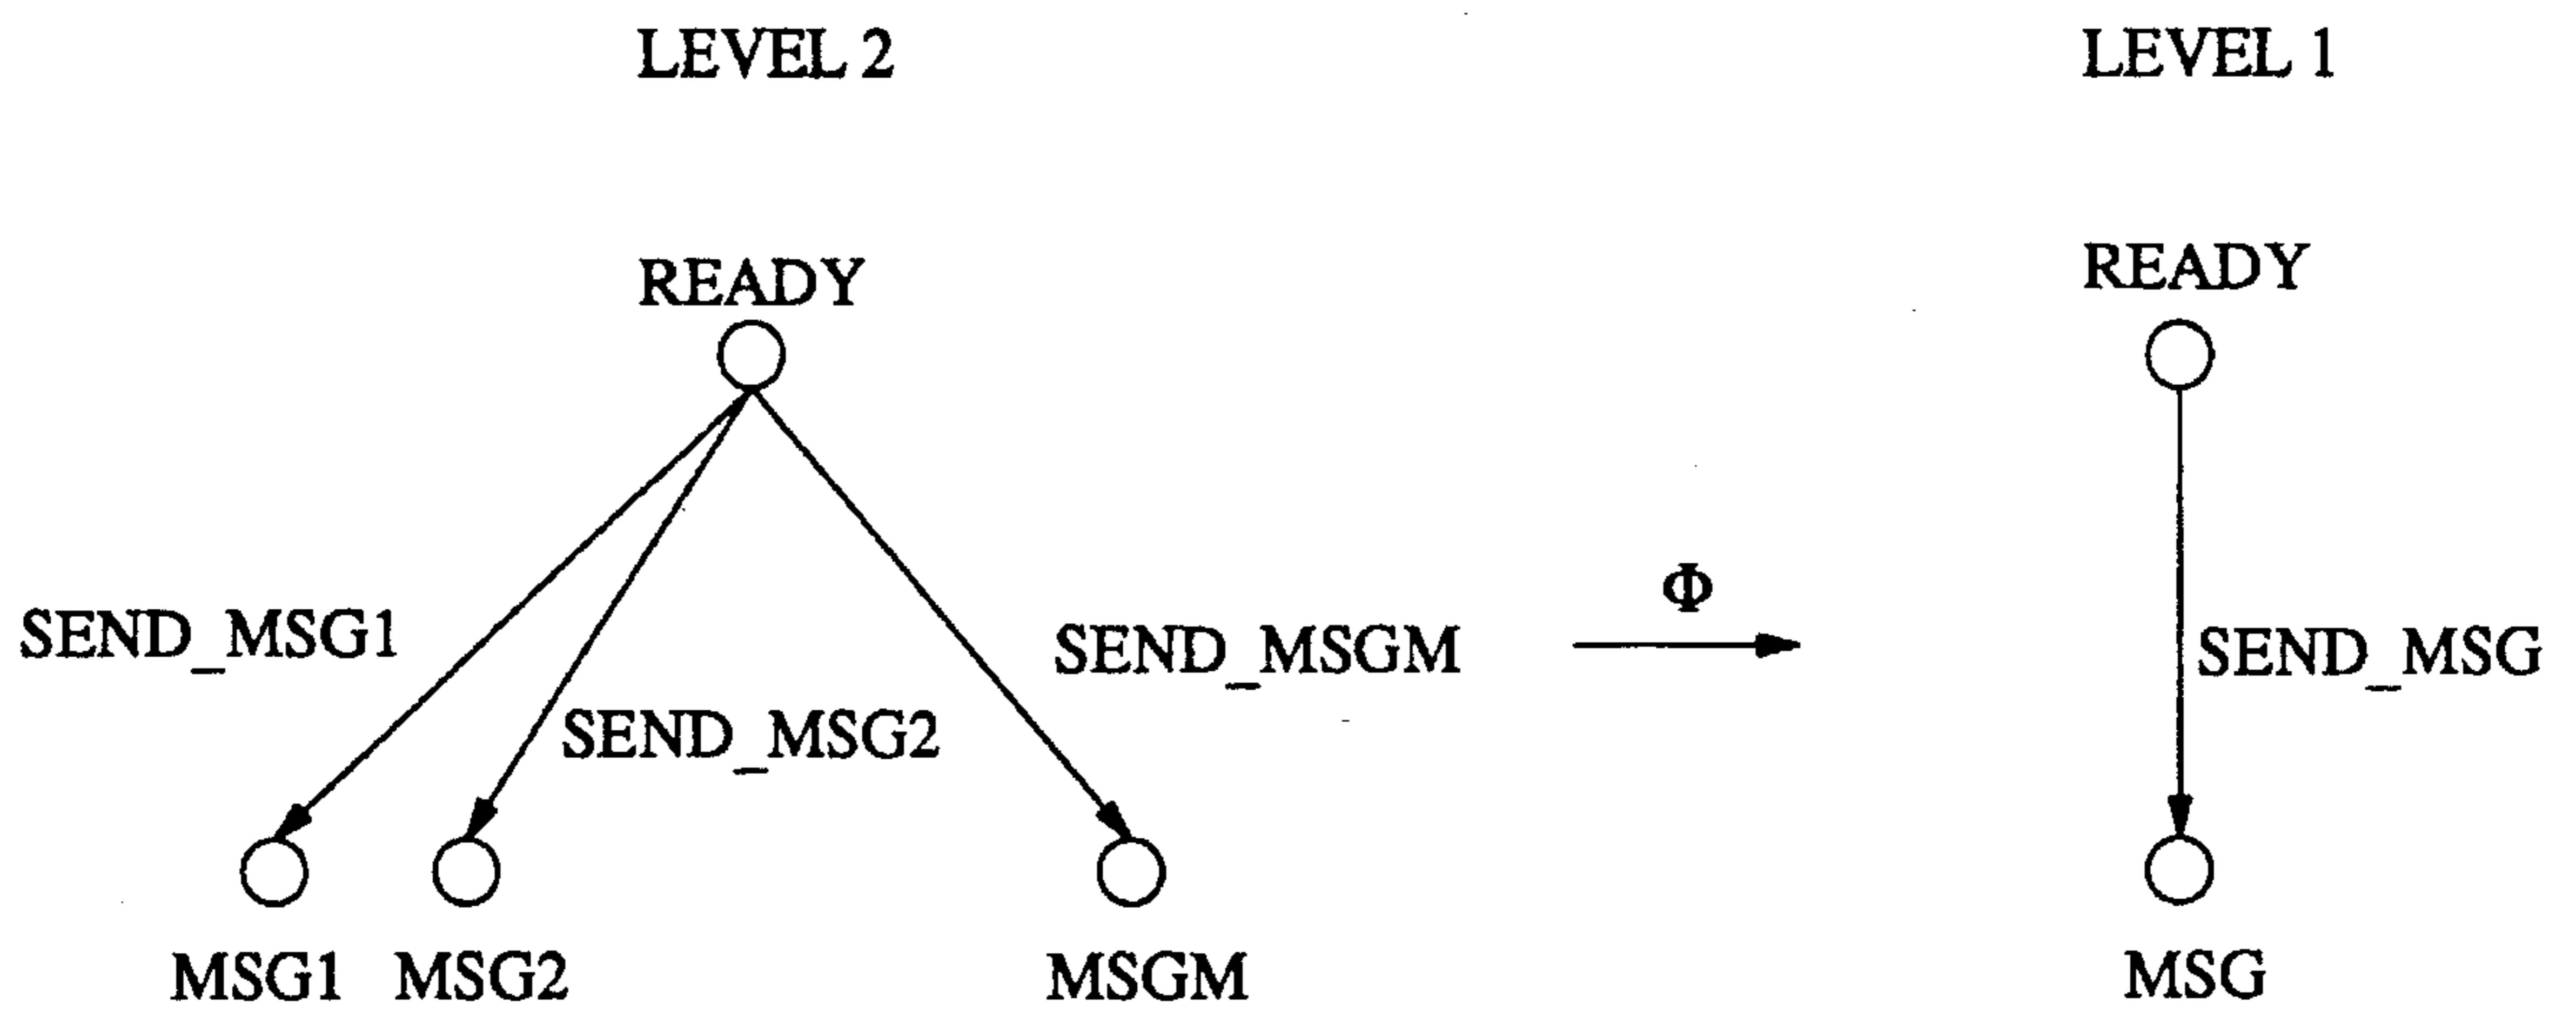 LEVEL 2
LEVEL 1
READY
READY
Φ
SEND_MSG1
SEND_MSGM
SEND_MSG
SEND_MSG2
MSG1
MSG2
MSGM
MSG